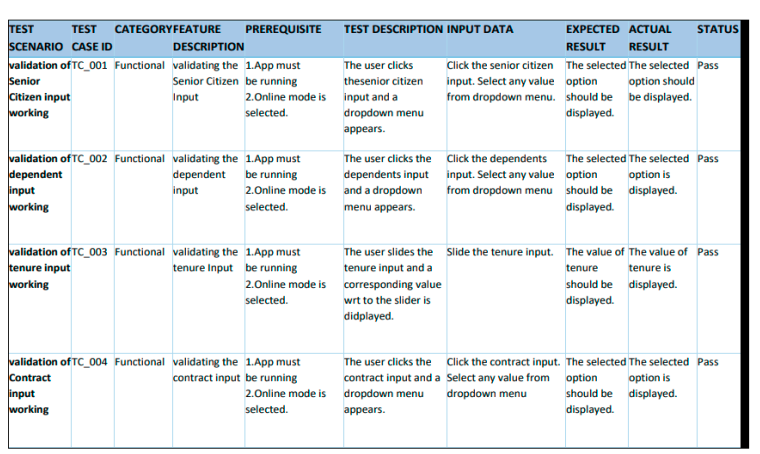 TEST SCENARIO TEST CASE ID CATEGORY FEATURE DESCRIPTION PREREQUISITE TEST DESCRIPTION INPUT DATA EXPECTED RESULT ACTUAL RESULT STATUS
validation of Senior Citizen input working TC_001 Functional validating the Senior Citizen Input 1.App must be running 2.Online mode is selected. The user clicks thesenior citizen input and a dropdown menu appears. Click the senior citizen input. Select any value from dropdown menu. The selected option should be displayed. The selected option should be displayed. Pass
validation of dependent input working TC_002 Functional validating the dependent input 1.App must be running 2.Online mode is selected. The user clicks the dependents input and a dropdown menu appears. Click the dependents input. Select any value from dropdown menu The selected option should be displayed. The selected option is displayed. Pass
validation of tenure input working TC_003 Functional validating the tenure Input 1.App must be running 2.Online mode is selected. The user slides the tenure input and a corresponding value wrt to the slider is didplayed. Slide the tenure input. The value of tenure should be displayed. The value of tenure is displayed. Pass
validation of Contract input working TC_004 Functional validating the contract input 1.App must be running 2.Online mode is selected. The user clicks the contract input and a dropdown menu appears. Click the contract input. Select any value from dropdown menu The selected option should be displayed. The selected option is displayed. Pass